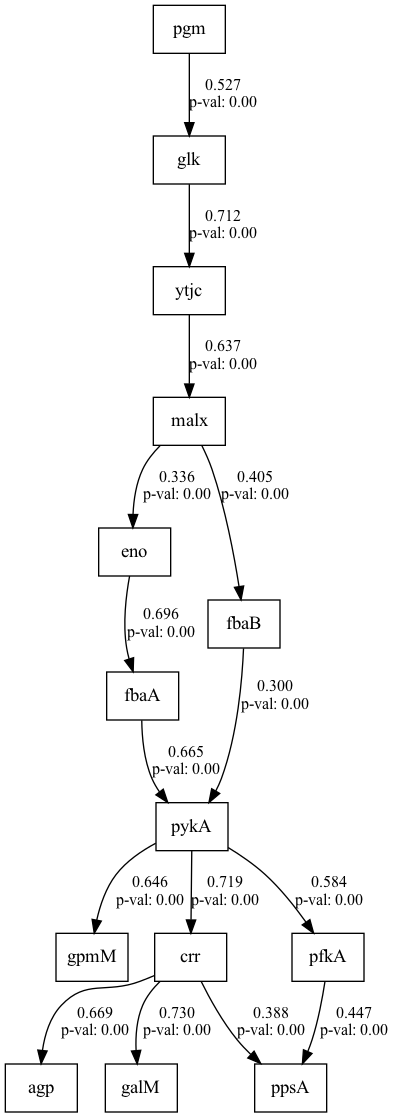 pgm
0.527
p-val: 0.00
glk
0.712
p-val: 0.00
ytjc
0.637
p-val: 0.00
malx
0.336
p-val: 0.00
0.405
p-val: 0.00
eno
fbaB
0.696
p-val: 0.00
fbaA
0.300
p-val: 0.00
0.665
p-val: 0.00
pykA
0.646
p-val: 0.00
0.719
p-val: 0.00
0.584
p-val: 0.00
gpmM
crr
pfkA
0.669
p-val: 0.00
0.730
p-val: 0.00
0.388
p-val: 0.00
0.447
p-val: 0.00
agp
galM
ppsA